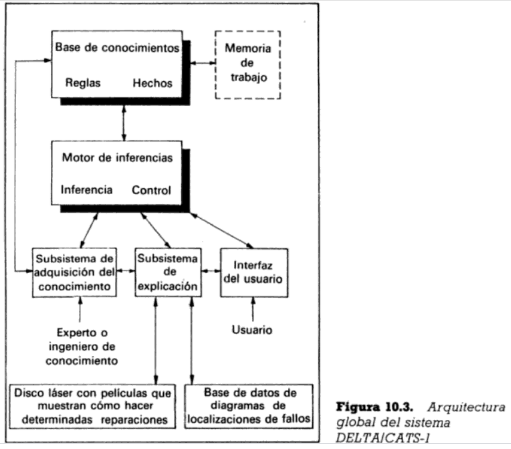 Base de conocimientos
Reglas Hechos
Memoria
de
trabajo
Motor de inferencias
Inferencia Control
Subsistema de
adquisición del
conocimiento
Subsistema
de
explicación
Interfaz
del usuario
Experto o
ingeniero de
conocimiento
Usuario
Disco láser con películas que
muestran cómo hacer
determinadas reparaciones
Base de datos de
diagramas de
localizaciones de fallos
Figura 10.3. Arquitectura
global del sistema
DELTA/CATS-1